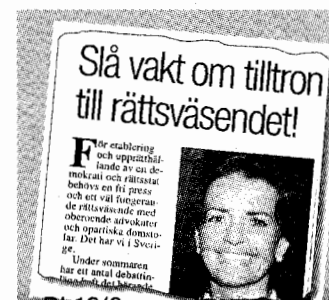 Slå vakt om tilltron
till rättsväsendet!
För etablering
och upprätthål-
lande av en de-
mokrati och rättsstat
behövs en fri press
och ett väl fungeran-
de rättsväsende med
oberoende advokater
och opartiska domsto-
lar. Det har vi i Sveri-
ge.
Under sommaren
har ett antal debattin-